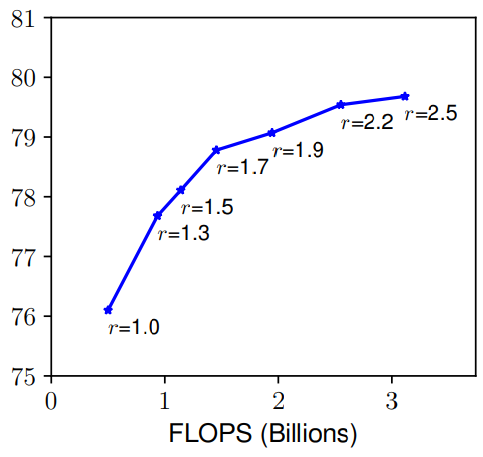 81
80
79
78
77
76
75
r=2.5
r=2.2
r=1.9
r=1.7
r=1.5
r=1.3
r=1.0
0 1 2 3
FLOPS (Billions)